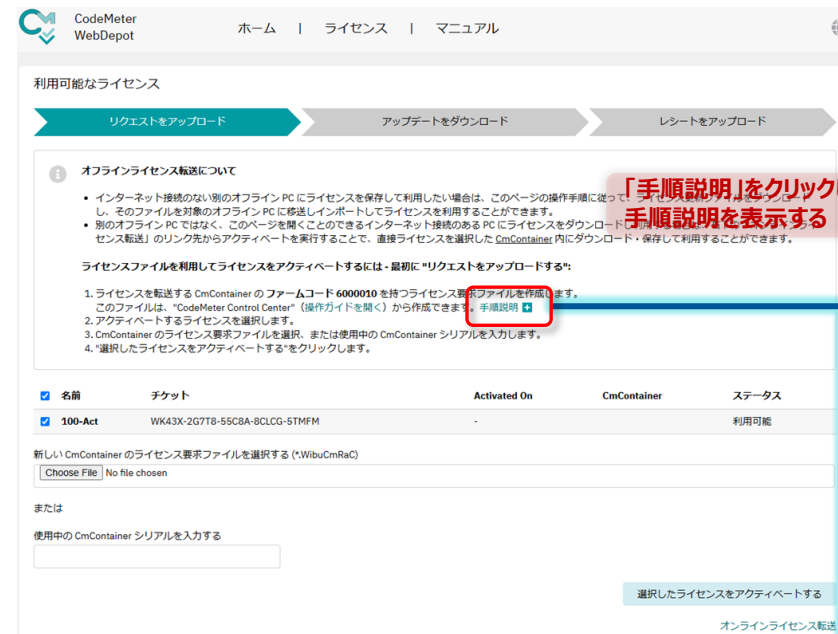 CodeMeter
WebDepot
ホーム | ライセンス | マニュアル
利用可能なライセンス
リクエストをアップロード
アップデートをダウンロード
レシートをアップロード
オフラインライセンス転送について
• インターネット接続のない別のオフライン PC にライセンスを保存して利用したい場合は、このページの操作手順に従って、ライセンス更新ファイルをダウンロード
し、そのファイルを対象のオフライン PC に移送しインポートしてライセンスを利用することができます。
• 別のオフライン PC ではなく、このページを開くことのできるインターネット接続のある PC にライセンスをダウンロードし
センス転送」のリンク先からアクティベートを実行することで、直接ライセンスを選択した CmContainer 内にダウンロード・保存して利用することができます。
「手順説明」をクリック
手順説明を表示する
ライセンスファイルを利用してライセンスをアクティベートするには - 最初に "リクエストをアップロードする":
1. ライセンスを転送する CmContainer の ファームコード 6000010 を持つライセンス要求ファイルを作成します。
このファイルは、"CodeMeter Control Center"（操作ガイドを開く）から作成できます。手順説明
2. アクティベートするライセンスを選択します。
3. CmContainer のライセンス要求ファイルを選択、または使用中の CmContainer シリアルを入力します。
4. "選択したライセンスをアクティベートする"をクリックします。
名前 チケット Activated On CmContainer ステータス
100-Act WK43X-2G7T8-55C8A-8CLCG-5TMFM - 利用可能
新しい CmContainer のライセンス要求ファイルを選択する (*.WibuCmRaC)
Choose File No file chosen
または
使用中の CmContainer シリアルを入力する
選択したライセンスをアクティベートする
オンラインライセンス転送